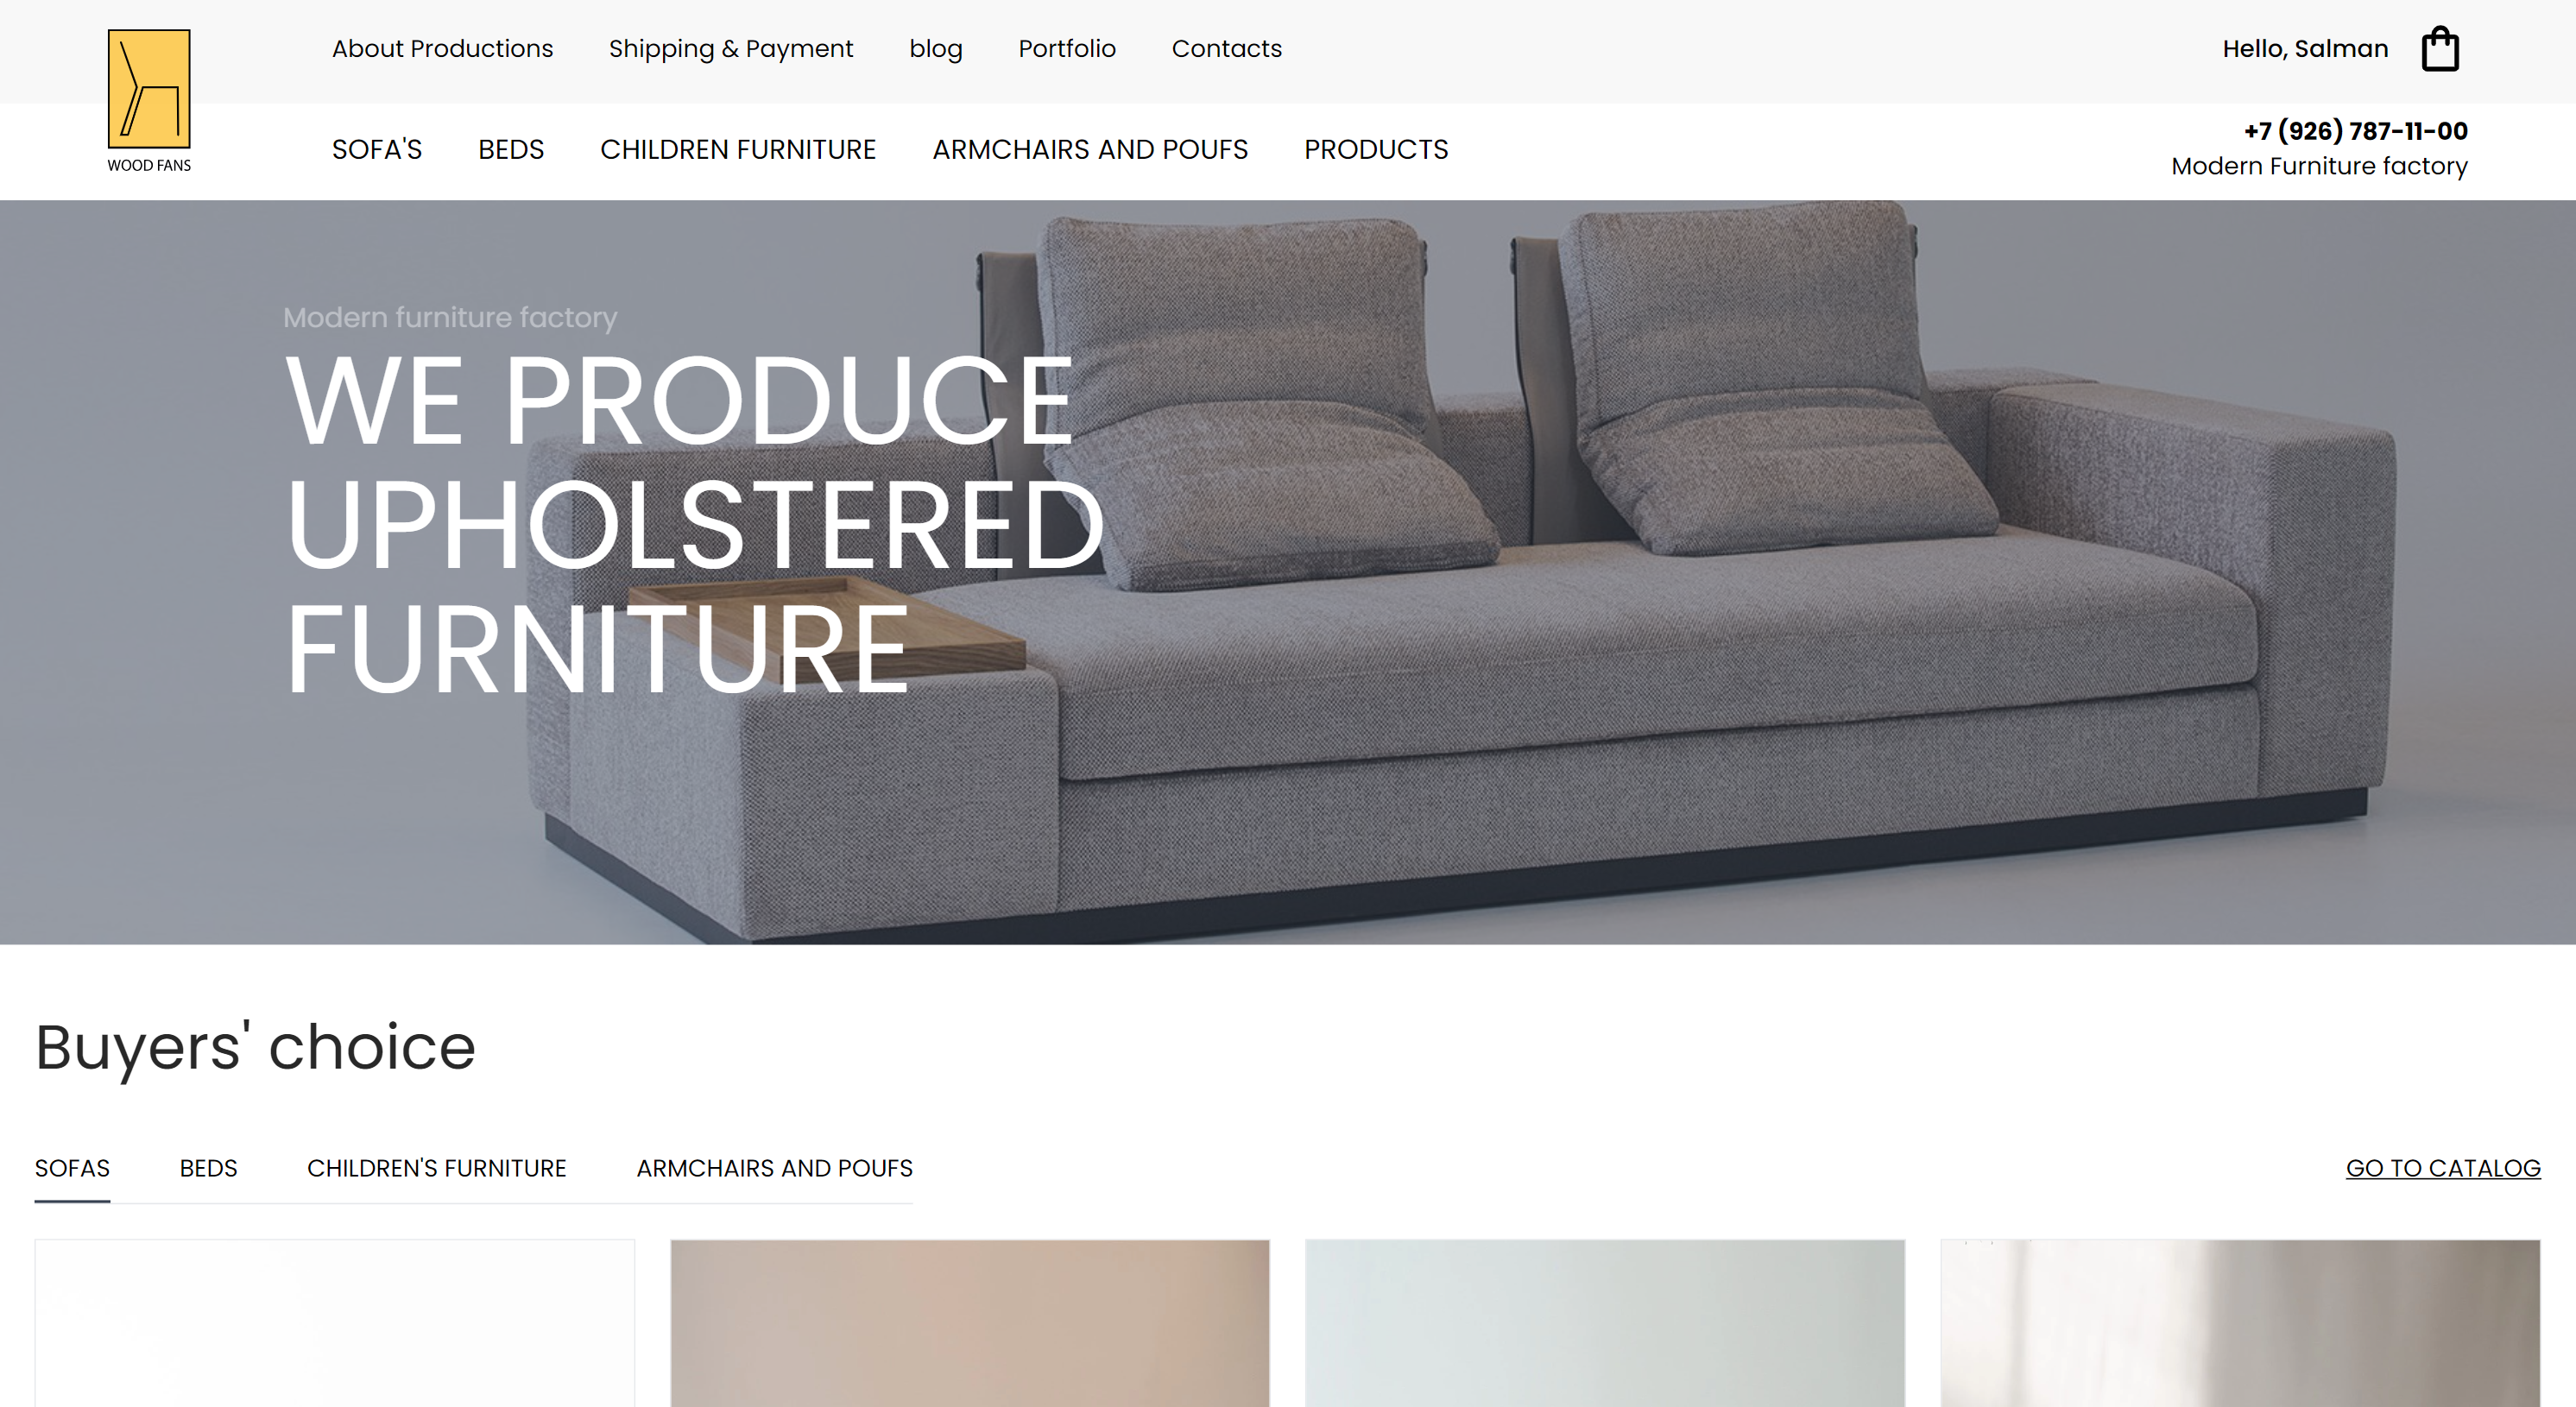 About Productions Shipping & Payment blog Portfolio Contacts
Hello, Salman
WOOD FANS
SOFA'S BEDS CHILDREN FURNITURE ARMCHAIRS AND POUFS PRODUCTS
+7 (926) 787-11-00
Modern Furniture factory
Modern furniture factory
WE PRODUCE
UPHOLSTERED
FURNITURE
Buyers' choice
SOFAS BEDS CHILDREN'S FURNITURE ARMCHAIRS AND POUFS
GO TO CATALOG